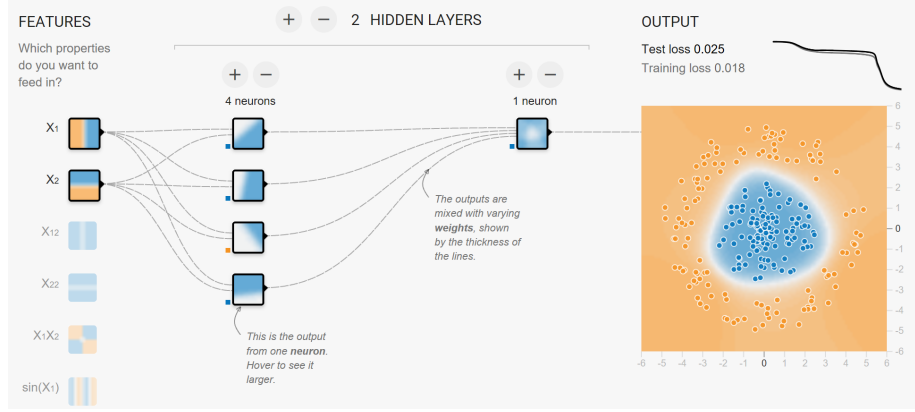 FEATURES
Which properties
do you want to
feed in?
X1
X2
X12
X22
X1X2
sin(X1)
2 HIDDEN LAYERS
4 neurons
1 neuron
The outputs are
mixed with varying
weights, shown
by the thickness of
the lines.
This is the output
from one neuron.
Hover to see it
larger.
OUTPUT
Test loss 0.025
Training loss 0.018
6
5
4
3
2
1
0
-1
-2
-3
-4
-5
-6
-6 -5 -4 -3 -2 -1 0 1 2 3 4 5 6